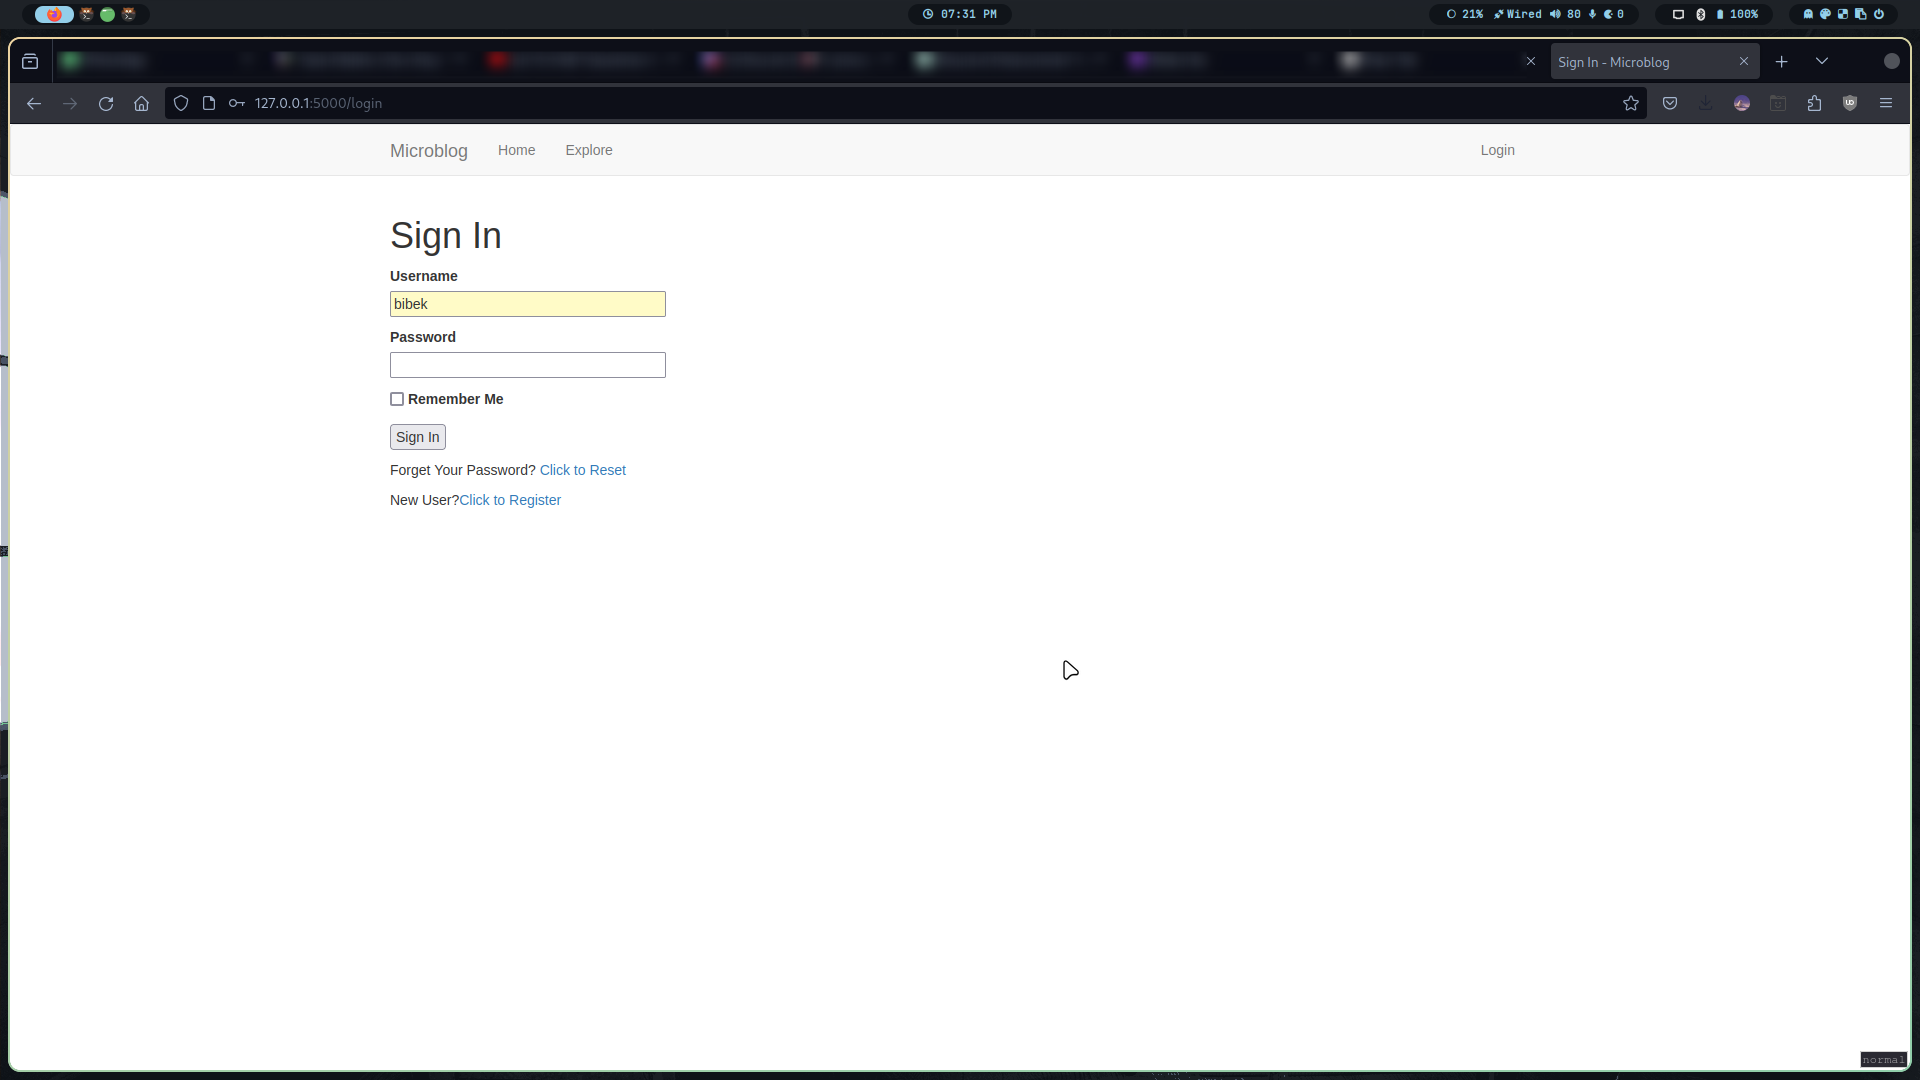 07:31 PM
21% Wired 80 0
100%
Sign In - Microblog
127.0.0.1:5000/login
Microblog
Home
Explore
Login
Sign In
Username
bibek
Password
Remember Me
Sign In
Forget Your Password? Click to Reset
New User?Click to Register
normal